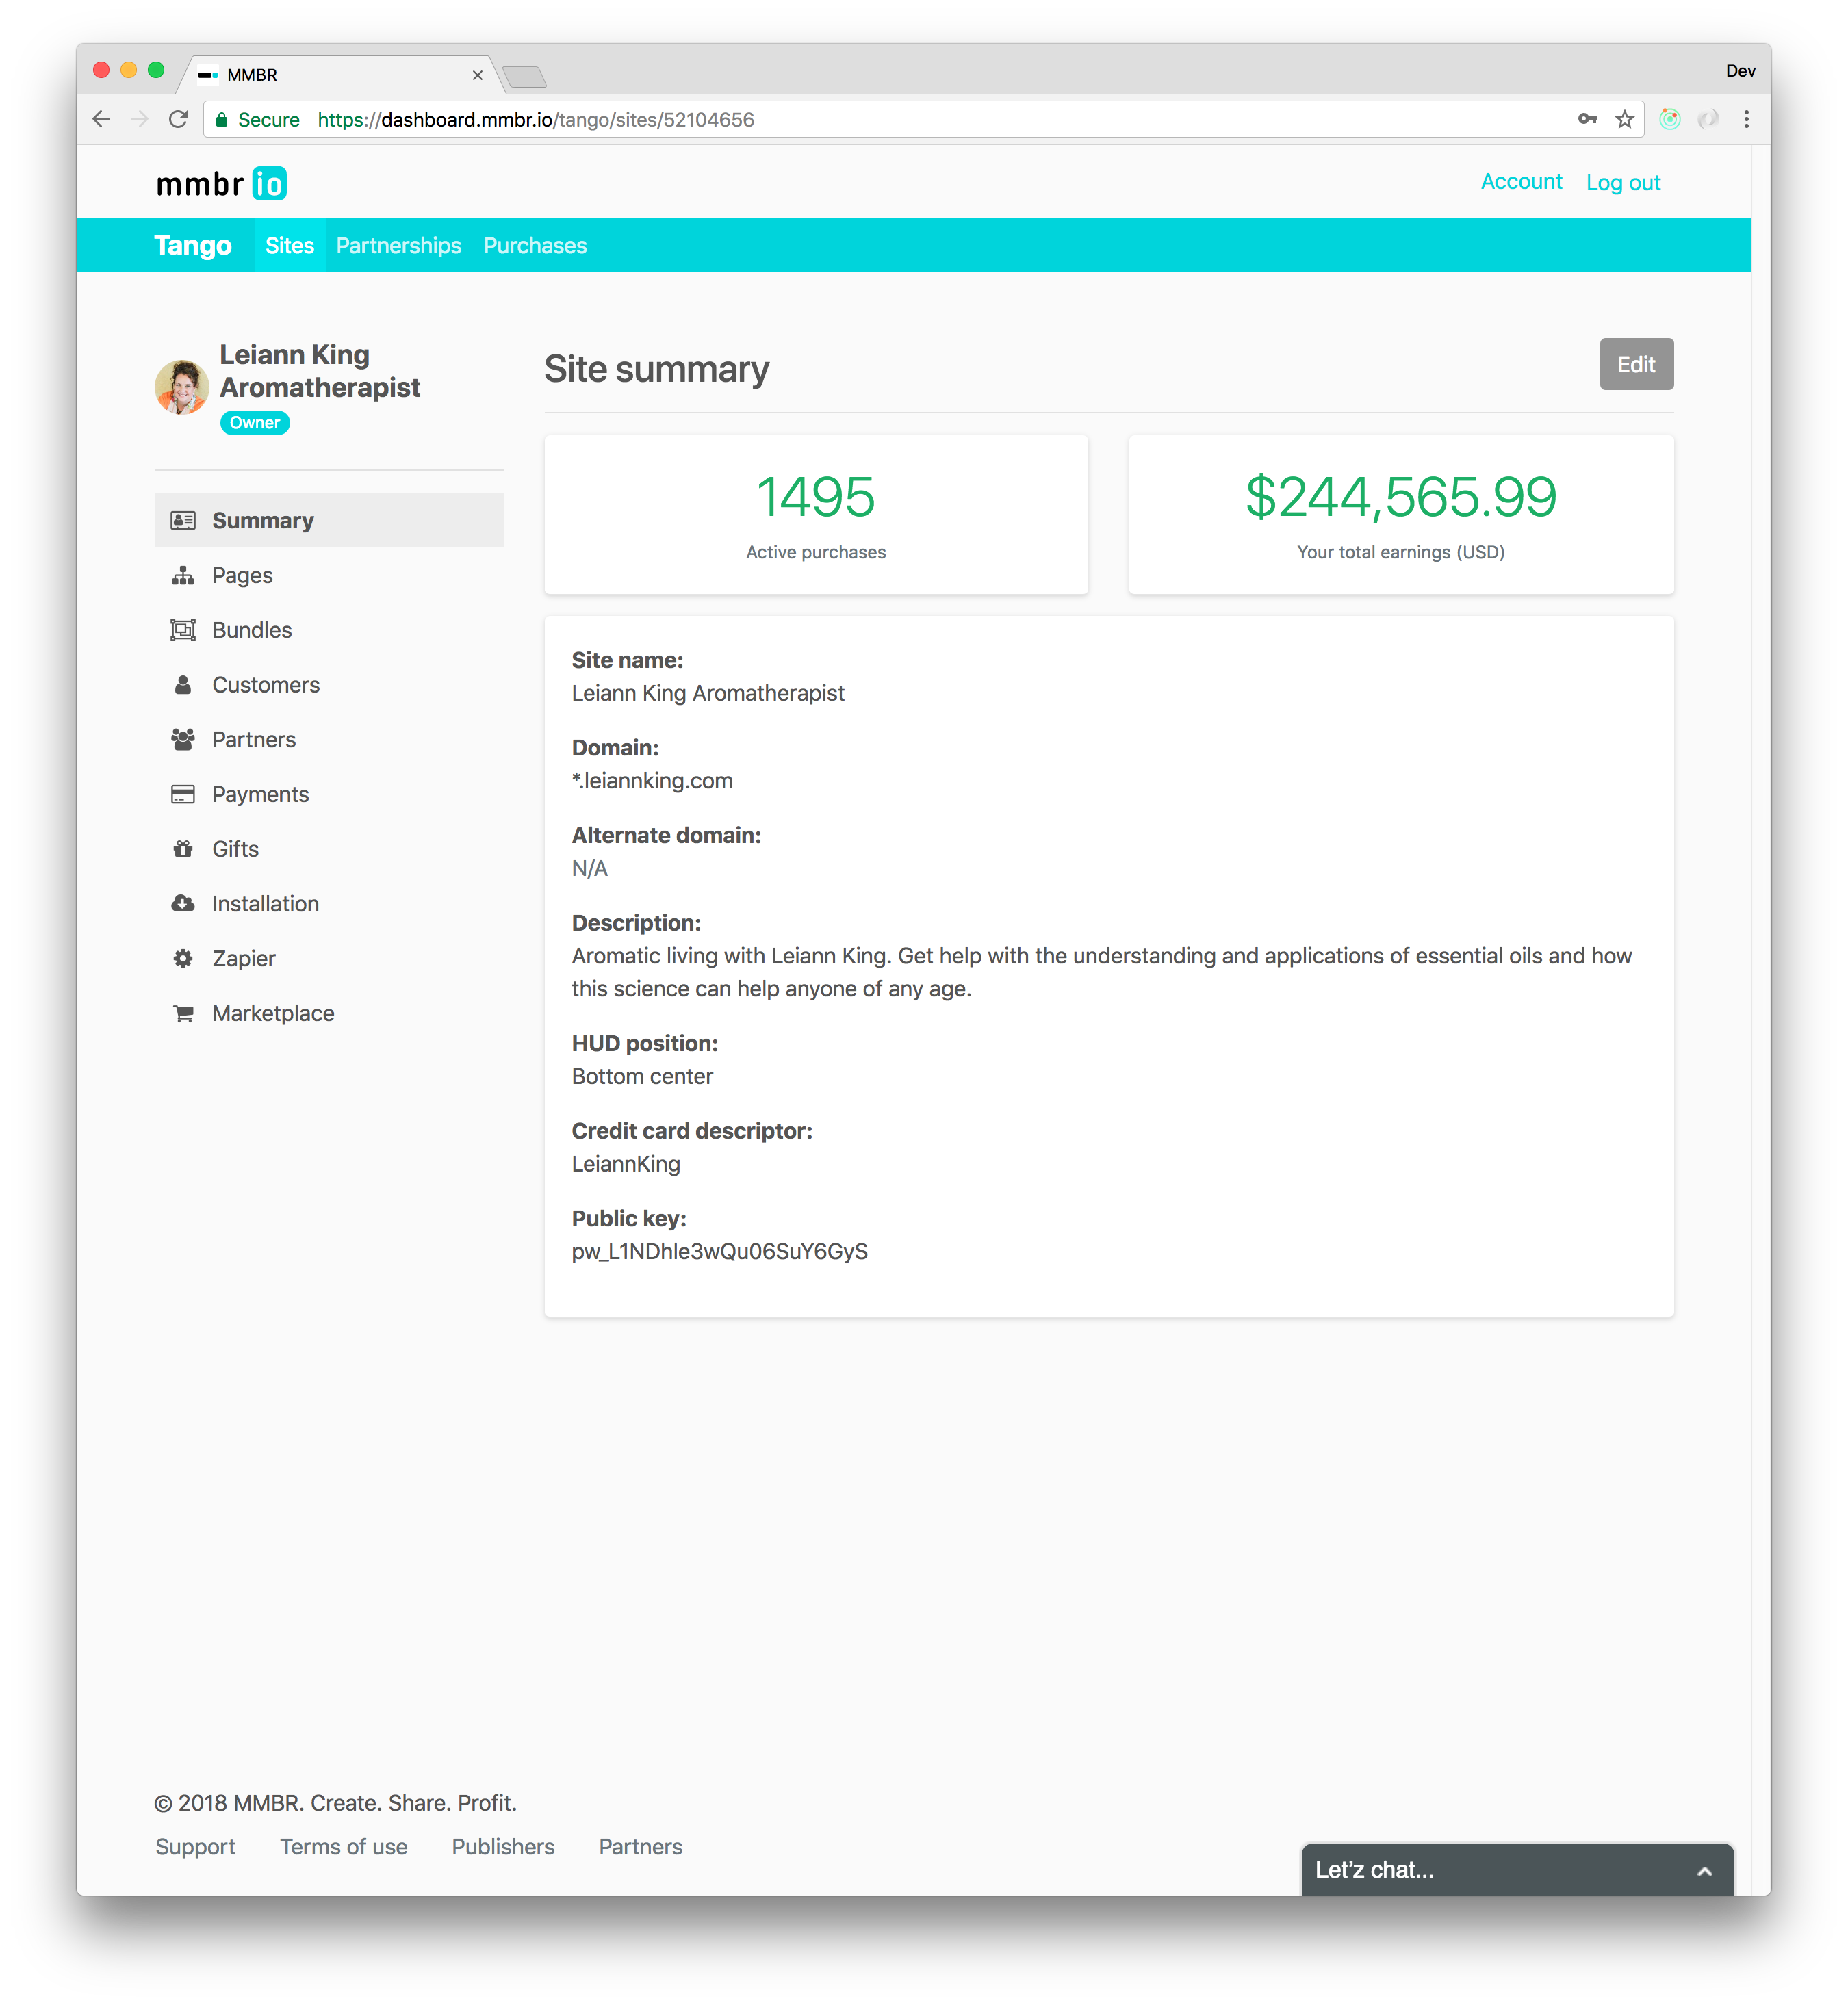 MMBR
Dev
Secure
https://dashboard.mmbr.io/tango/sites/52104656
mmbr io
Account
Log out
Tango
Sites
Partnerships
Purchases
Leiann King
Aromatherapist
Owner
Summary
Pages
Bundles
Customers
Partners
Payments
Gifts
Installation
Zapier
Marketplace
Site summary
Edit
1495
Active purchases
$244,565.99
Your total earnings (USD)
Site name:
Leiann King Aromatherapist
Domain:
*.leiannking.com
Alternate domain:
N/A
Description:
Aromatic living with Leiann King. Get help with the understanding and applications of essential oils and how
this science can help anyone of any age.
HUD position:
Bottom center
Credit card descriptor:
LeiannKing
Public key:
pw_L1NDhle3wQu06SuY6GyS
© 2018 MMBR. Create. Share. Profit.
Support
Terms of use
Publishers
Partners
Let’z chat...